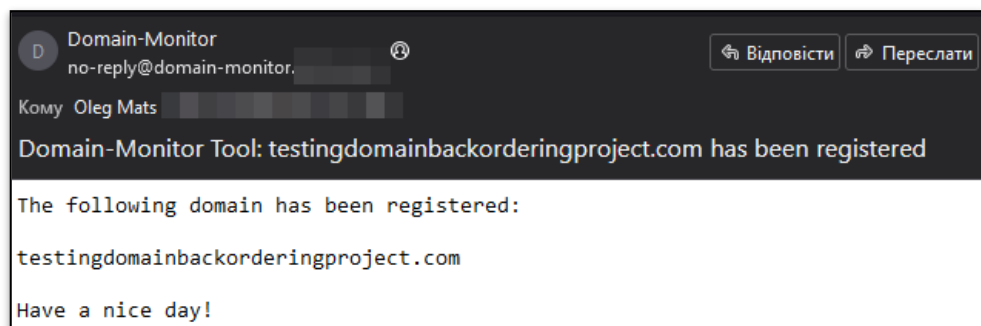 D
Domain-Monitor
no-reply@domain-monitor.
Відповісти
Переслати
Кому Oleg Mats
Domain-Monitor Tool: testingdomainbackorderingproject.com has been registered
The following domain has been registered:
testingdomainbackorderingproject.com
Have a nice day!